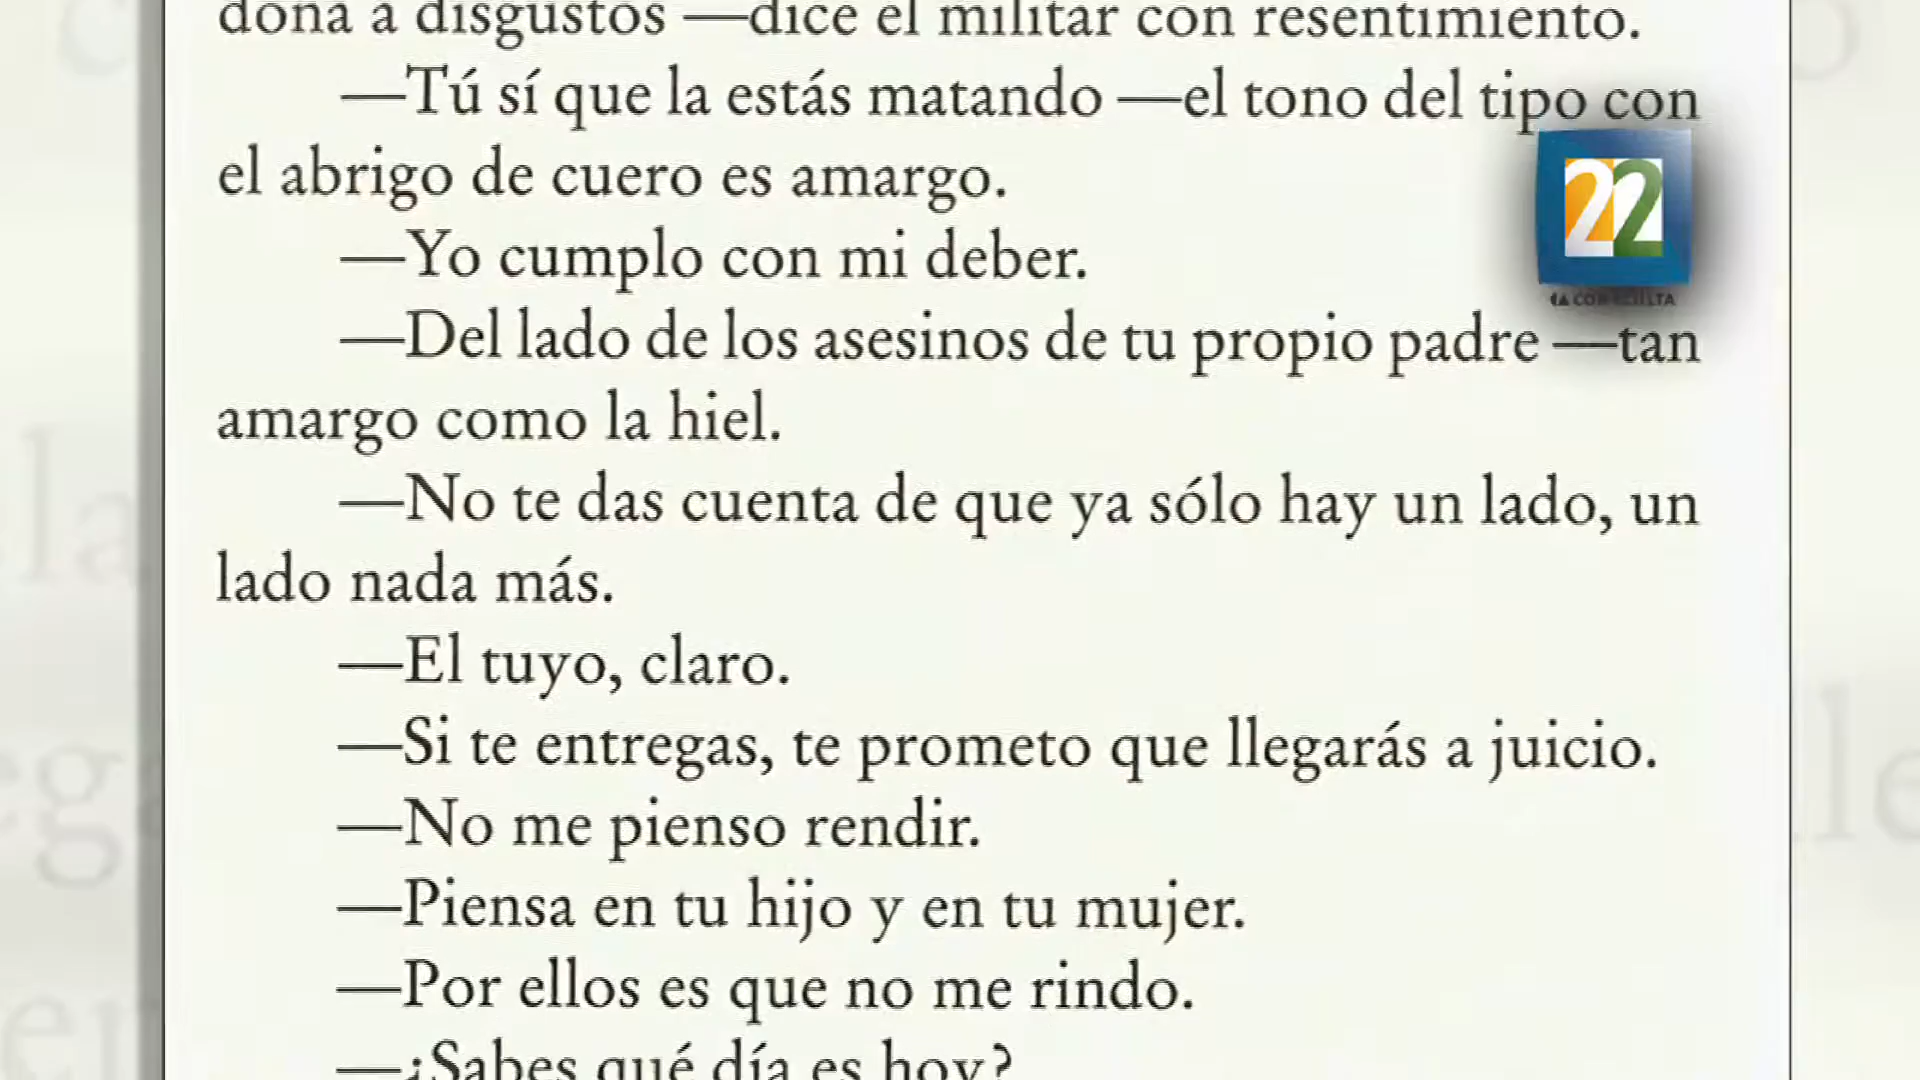 dona a disgustos —dice el militar con resentimiento.
—Tú sí que la estás matando —el tono del tipo con
el abrigo de cuero es amargo.
22
—Yo cumplo con mi deber.
—Del lado de los asesinos de tu propio padre —tan
amargo como la hiel.
—No te das cuenta de que ya sólo hay un lado, un
lado nada más.
—El tuyo, claro.
—Si te entregas, te prometo que llegarás a juicio.
—No me pienso rendir.
—Piensa en tu hijo y en tu mujer.
—Por ellos es que no me rindo.
—¿Sabes qué día es hoy?